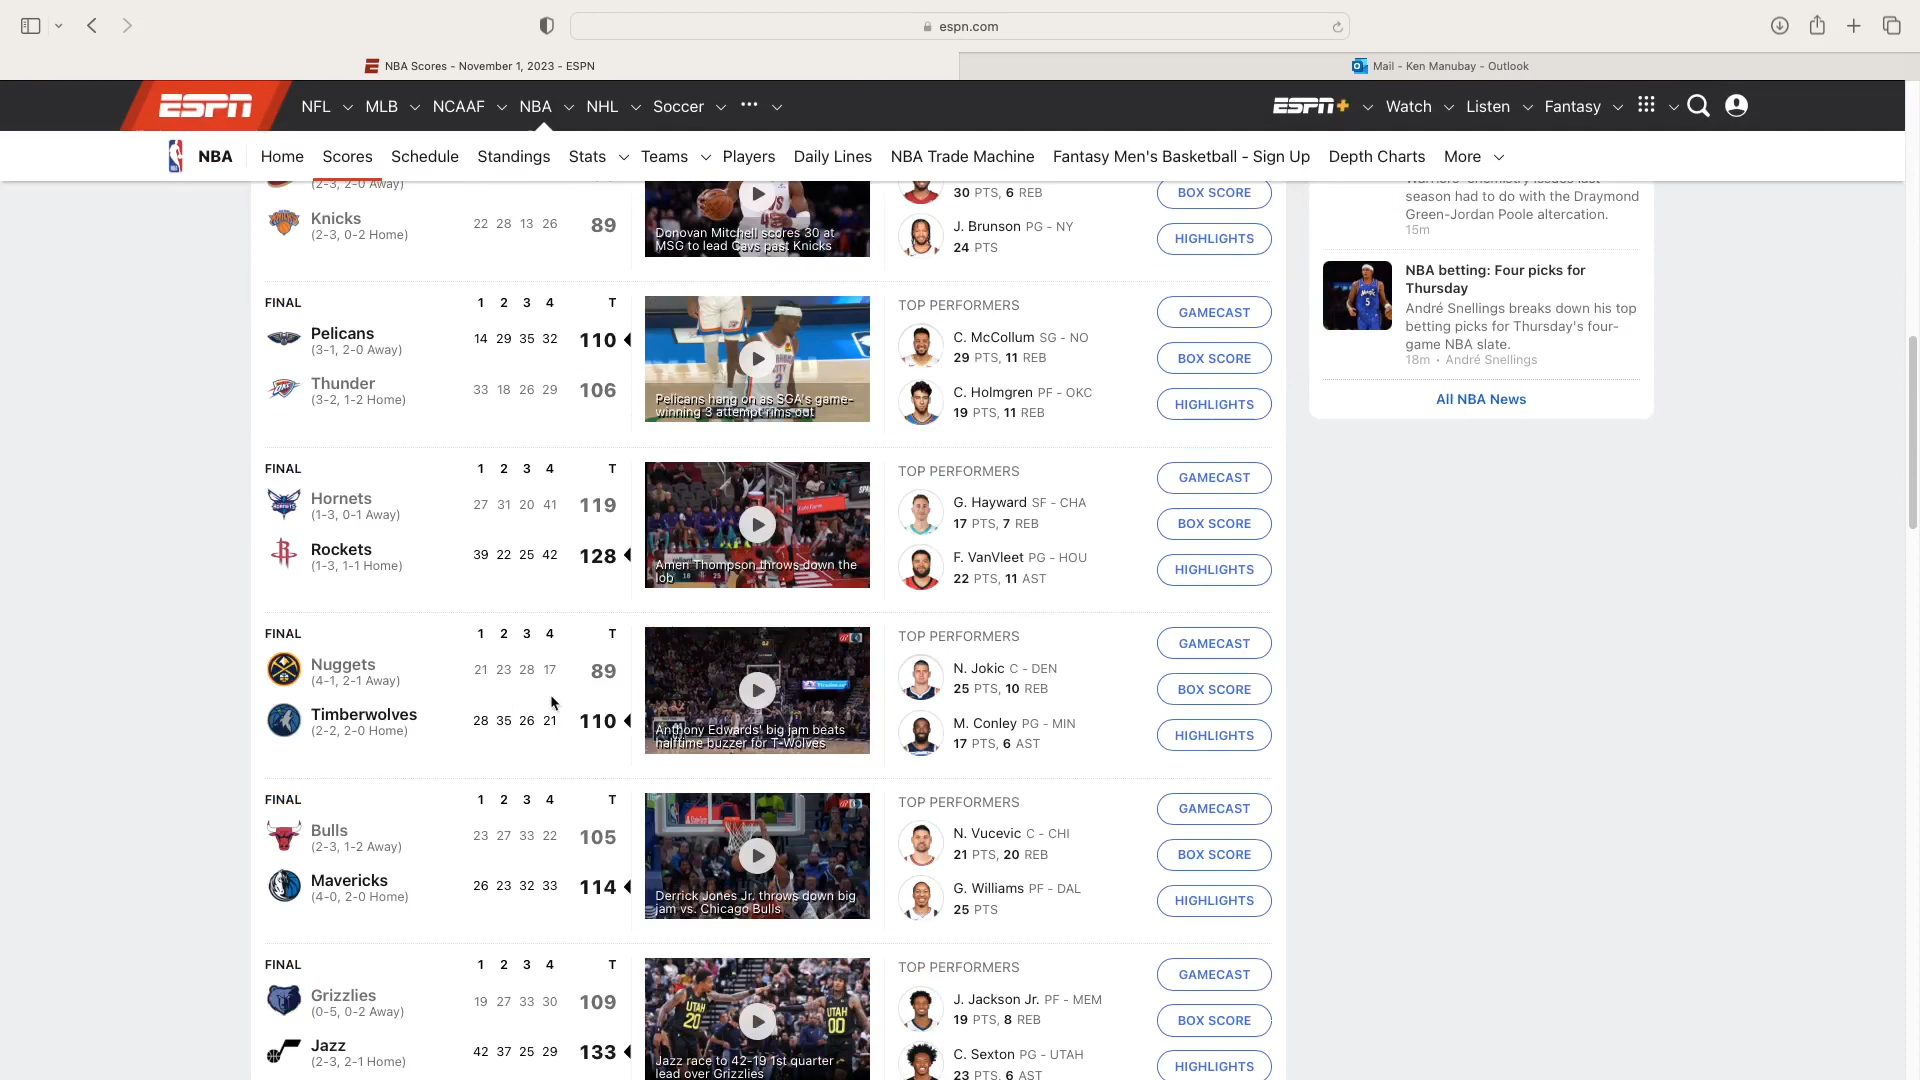 espn.com
NBA Scores - November 1, 2023 - ESPN
Mail - Ken Manubay - Outlook
ESPN NFL MLB NCAAF NBA NHL Soccer ••• ESPN+ Watch Listen Fantasy
NBA Home Scores Schedule Standings Stats Teams Players Daily Lines NBA Trade Machine Fantasy Men's Basketball - Sign Up Depth Charts More
(2-3, 2-0 Away)
Knicks 22 28 13 26 89
(2-3, 0-2 Home)
Donovan Mitchell scores 30 at
MSG to lead Cavs past Knicks
30 PTS, 6 REB
J. Brunson PG - NY
24 PTS
BOX SCORE
HIGHLIGHTS
FINAL 1 2 3 4 T
Pelicans 14 29 35 32 110
(3-1, 2-0 Away)
Thunder 33 18 26 29 106
(3-2, 1-2 Home)
Pelicans hang on as SGA's game-
winning 3 attempt rims out
TOP PERFORMERS
C. McCollum SG - NO
29 PTS, 11 REB
C. Holmgren PF - OKC
19 PTS, 11 REB
GAMECAST
BOX SCORE
HIGHLIGHTS
FINAL 1 2 3 4 T
Hornets 27 31 20 41 119
(1-3, 0-1 Away)
Rockets 39 22 25 42 128
(1-3, 1-1 Home)
Amen Thompson throws down the
lob
TOP PERFORMERS
G. Hayward SF - CHA
17 PTS, 7 REB
F. VanVleet PG - HOU
22 PTS, 11 AST
GAMECAST
BOX SCORE
HIGHLIGHTS
FINAL 1 2 3 4 T
Nuggets 21 23 28 17 89
(4-1, 2-1 Away)
Timberwolves 28 35 26 21 110
(2-2, 2-0 Home)
Anthony Edwards' big jam beats
halftime buzzer for T-Wolves
TOP PERFORMERS
N. Jokic C - DEN
25 PTS, 10 REB
M. Conley PG - MIN
17 PTS, 6 AST
GAMECAST
BOX SCORE
HIGHLIGHTS
FINAL 1 2 3 4 T
Bulls 23 27 33 22 105
(2-3, 1-2 Away)
Mavericks 26 23 32 33 114
(4-0, 2-0 Home)
Derrick Jones Jr. throws down big
jam vs. Chicago Bulls
TOP PERFORMERS
N. Vucevic C - CHI
21 PTS, 20 REB
G. Williams PF - DAL
25 PTS
GAMECAST
BOX SCORE
HIGHLIGHTS
FINAL 1 2 3 4 T
Grizzlies 19 27 33 30 109
(0-5, 0-2 Away)
Jazz 42 37 25 29 133
(2-3, 2-1 Home)
UTAH 20
UTAH 00
Jazz race to 42-19 1st quarter
lead over Grizzlies
TOP PERFORMERS
J. Jackson Jr. PF - MEM
19 PTS, 8 REB
C. Sexton PG - UTAH
23 PTS, 6 AST
GAMECAST
BOX SCORE
HIGHLIGHTS
Warriors' chemistry issues last
season had to do with the Draymond
Green-Jordan Poole altercation.
15m
NBA betting: Four picks for
Thursday
André Snellings breaks down his top
betting picks for Thursday's four-
game NBA slate.
18m • André Snellings
All NBA News